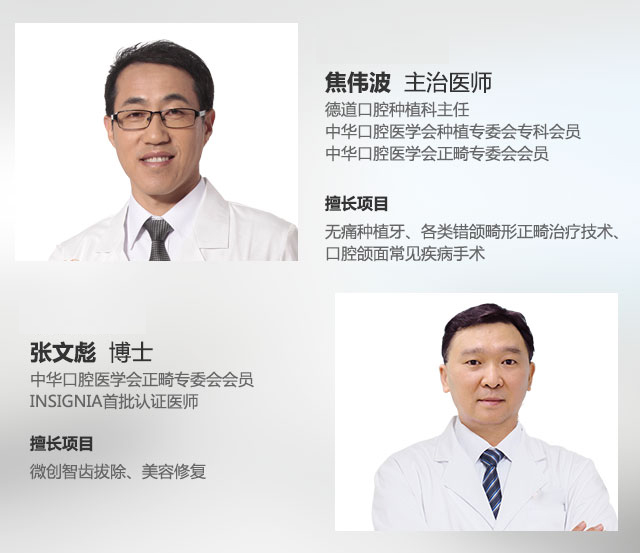 焦伟波 主治医师
德道口腔种植科主任
中华口腔医学会种植专委会专科会员
中华口腔医学会正畸专委会会员
擅长项目
无痛种植牙、各类错颌畸形正畸治疗技术、
口腔颌面常见疾病手术
张文彪 博士
中华口腔医学会正畸专委会会员
INSIGNIA首批认证医师
擅长项目
微创智齿拔除、美容修复